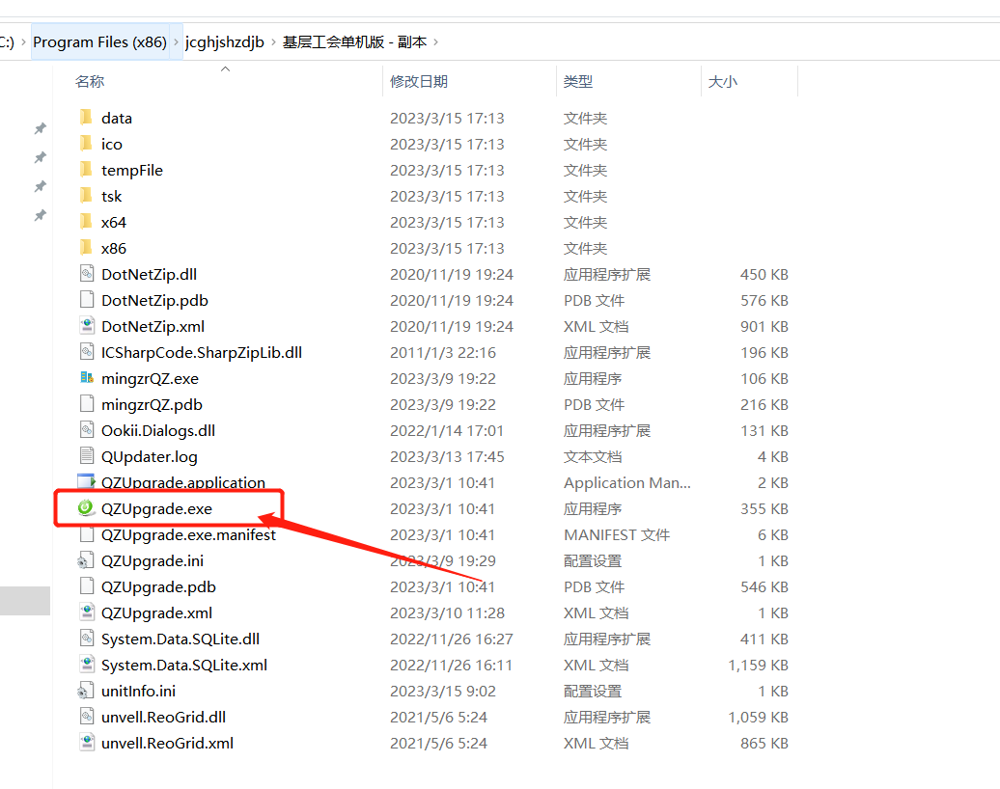 C:) › Program Files (x86) › jcghjshzdjb › 基层工会单机版 - 副本 ›
名称 修改日期 类型 大小
data 2023/3/15 17:13 文件夹
ico 2023/3/15 17:13 文件夹
tempFile 2023/3/15 17:13 文件夹
tsk 2023/3/15 17:13 文件夹
x64 2023/3/15 17:13 文件夹
x86 2023/3/15 17:13 文件夹
DotNetZip.dll 2020/11/19 19:24 应用程序扩展 450 KB
DotNetZip.pdb 2020/11/19 19:24 PDB 文件 576 KB
DotNetZip.xml 2020/11/19 19:24 XML 文档 901 KB
ICSharpCode.SharpZipLib.dll 2011/1/3 22:16 应用程序扩展 196 KB
mingzrQZ.exe 2023/3/9 19:22 应用程序 106 KB
mingzrQZ.pdb 2023/3/9 19:22 PDB 文件 216 KB
Ookii.Dialogs.dll 2022/1/14 17:01 应用程序扩展 131 KB
QUpdater.log 2023/3/13 17:45 文本文档 4 KB
QZUpgrade.application 2023/3/1 10:41 Application Man... 2 KB
QZUpgrade.exe 2023/3/1 10:41 应用程序 355 KB
QZUpgrade.exe.manifest 2023/3/1 10:41 MANIFEST 文件 6 KB
QZUpgrade.ini 2023/3/9 19:29 配置设置 1 KB
QZUpgrade.pdb 2023/3/1 10:41 PDB 文件 546 KB
QZUpgrade.xml 2023/3/10 11:28 XML 文档 1 KB
System.Data.SQLite.dll 2022/11/26 16:27 应用程序扩展 411 KB
System.Data.SQLite.xml 2022/11/26 16:11 XML 文档 1,159 KB
unitInfo.ini 2023/3/15 9:02 配置设置 1 KB
unvell.ReoGrid.dll 2021/5/6 5:24 应用程序扩展 1,059 KB
unvell.ReoGrid.xml 2021/5/6 5:24 XML 文档 865 KB